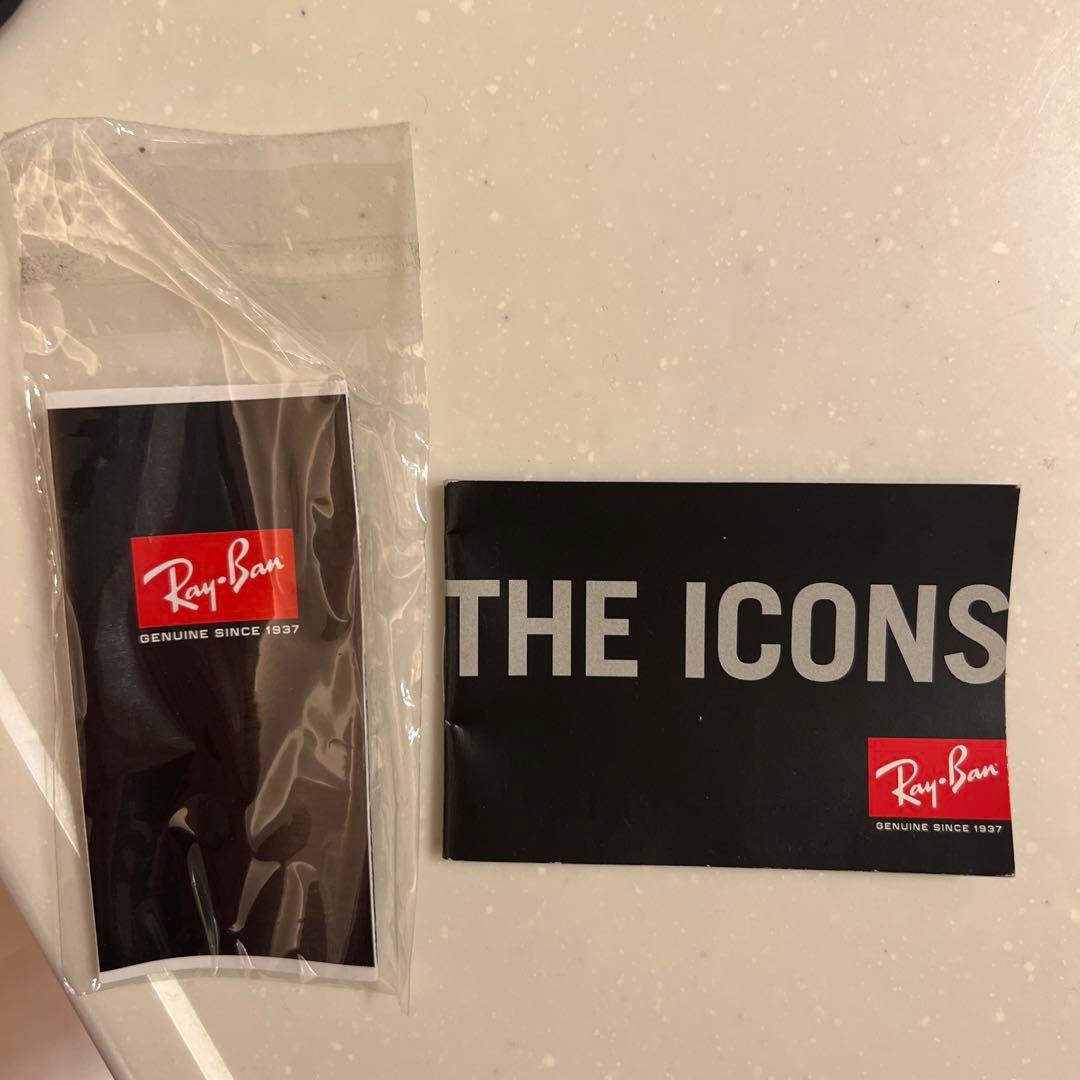 Ray·Ban
GENUINE SINCE 1937
THE ICONS
Ray·Ban
GENUINE SINCE 1937